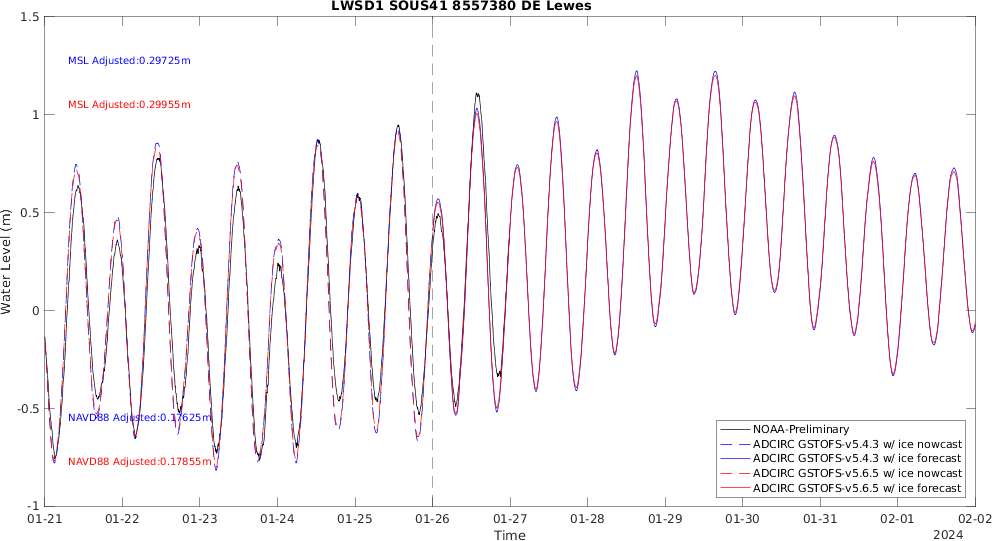 LWSD1 SOUS41 8557380 DE Lewes
1.5
1
0.5
0
-0.5
-1
Water Level (m)
MSL Adjusted:0.29725m
MSL Adjusted:0.29955m
NAVD88 Adjusted:0.17625m
NAVD88 Adjusted:0.17855m
NOAA-Preliminary
ADCIRC GSTOFS-v5.4.3 w/ ice nowcast
ADCIRC GSTOFS-v5.4.3 w/ ice forecast
ADCIRC GSTOFS-v5.6.5 w/ ice nowcast
ADCIRC GSTOFS-v5.6.5 w/ ice forecast
01-21 01-22 01-23 01-24 01-25 01-26 01-27 01-28 01-29 01-30 01-31 02-01 02-02
Time
2024